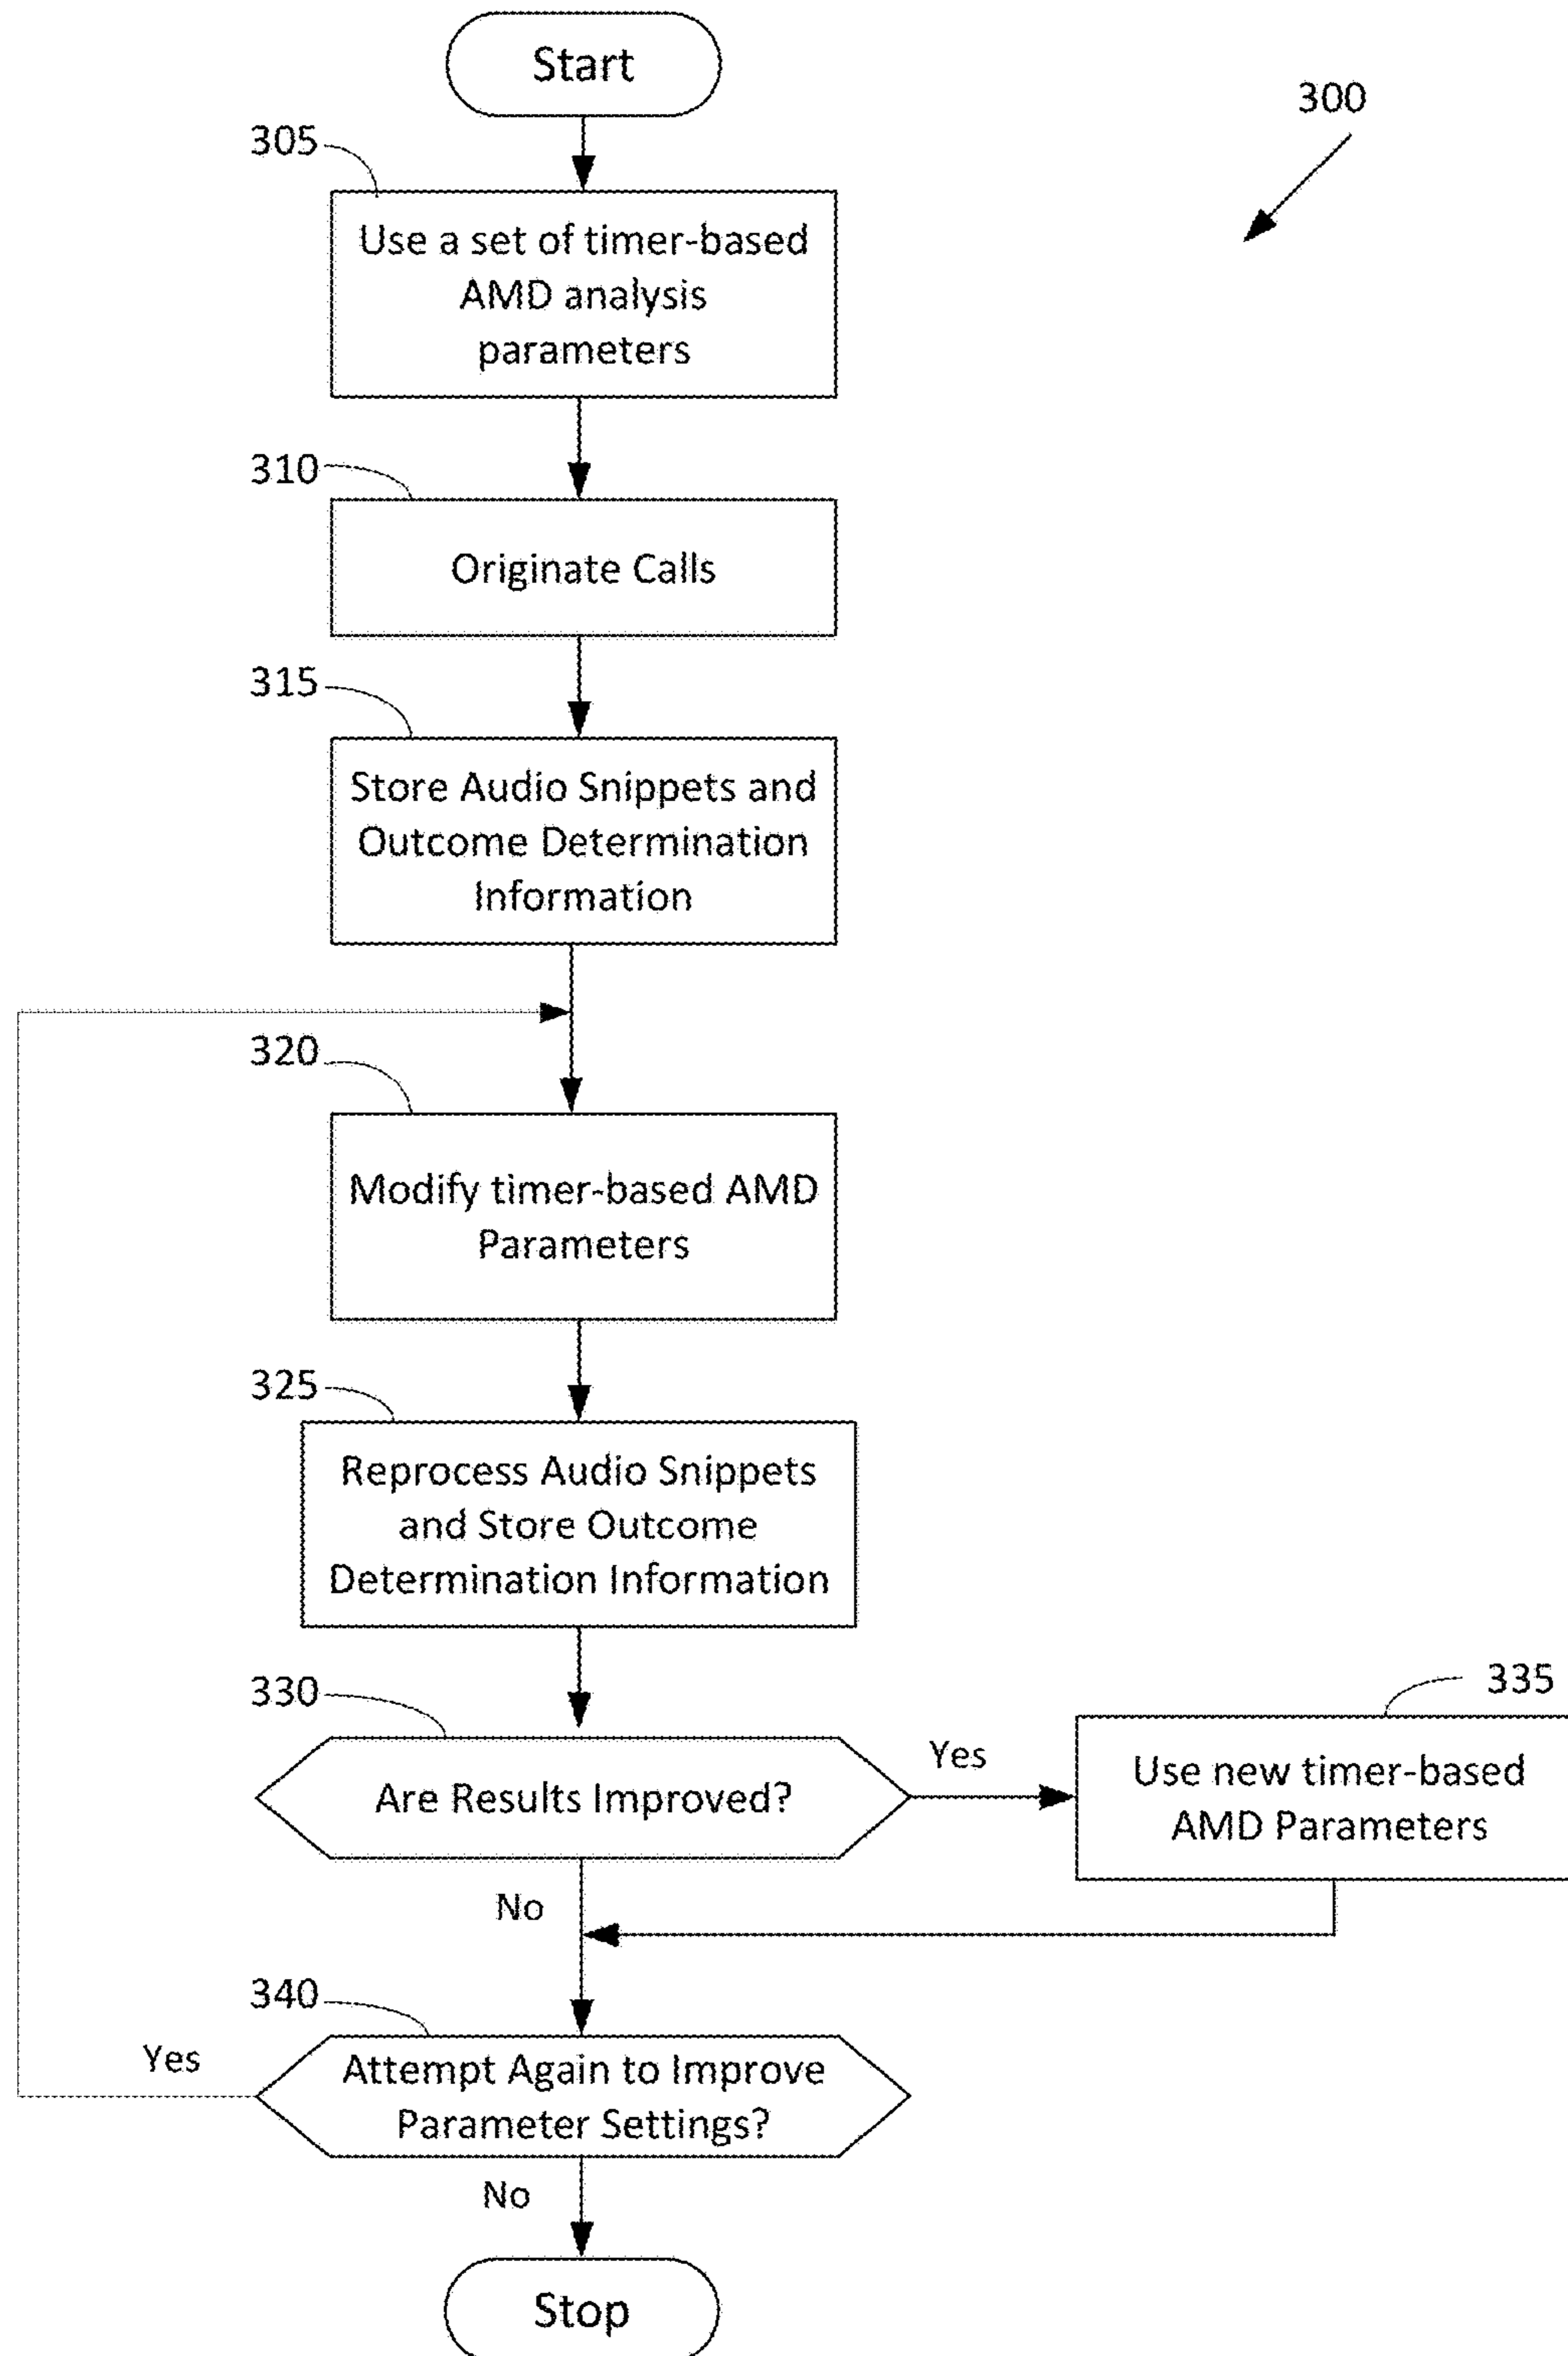 Start
300
305
Use a set of timer-based
AMD analysis
parameters
310
Originate Calls
315
Store Audio Snippets and
Outcome Determination
Information
320
Modify timer-based AMD
Parameters
325
Reprocess Audio Snippets
and Store Outcome
Determination Information
330
Are Results Improved?
Yes
335
Use new timer-based
AMD Parameters
No
340
Attempt Again to Improve
Parameter Settings?
Yes
No
Stop